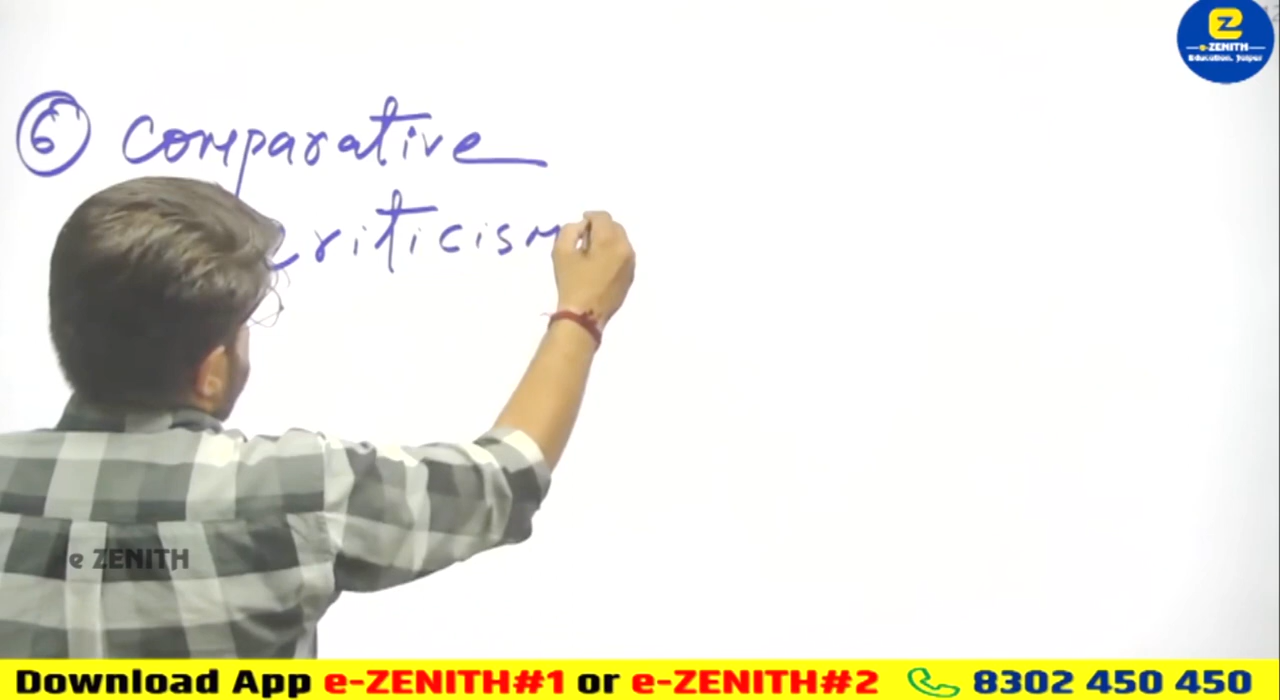 e-ZENITH
Education, Jaipur
6 Comparative
criticism
e ZENITH
Download App e-ZENITH#1 or e-ZENITH#2 8302 450 450